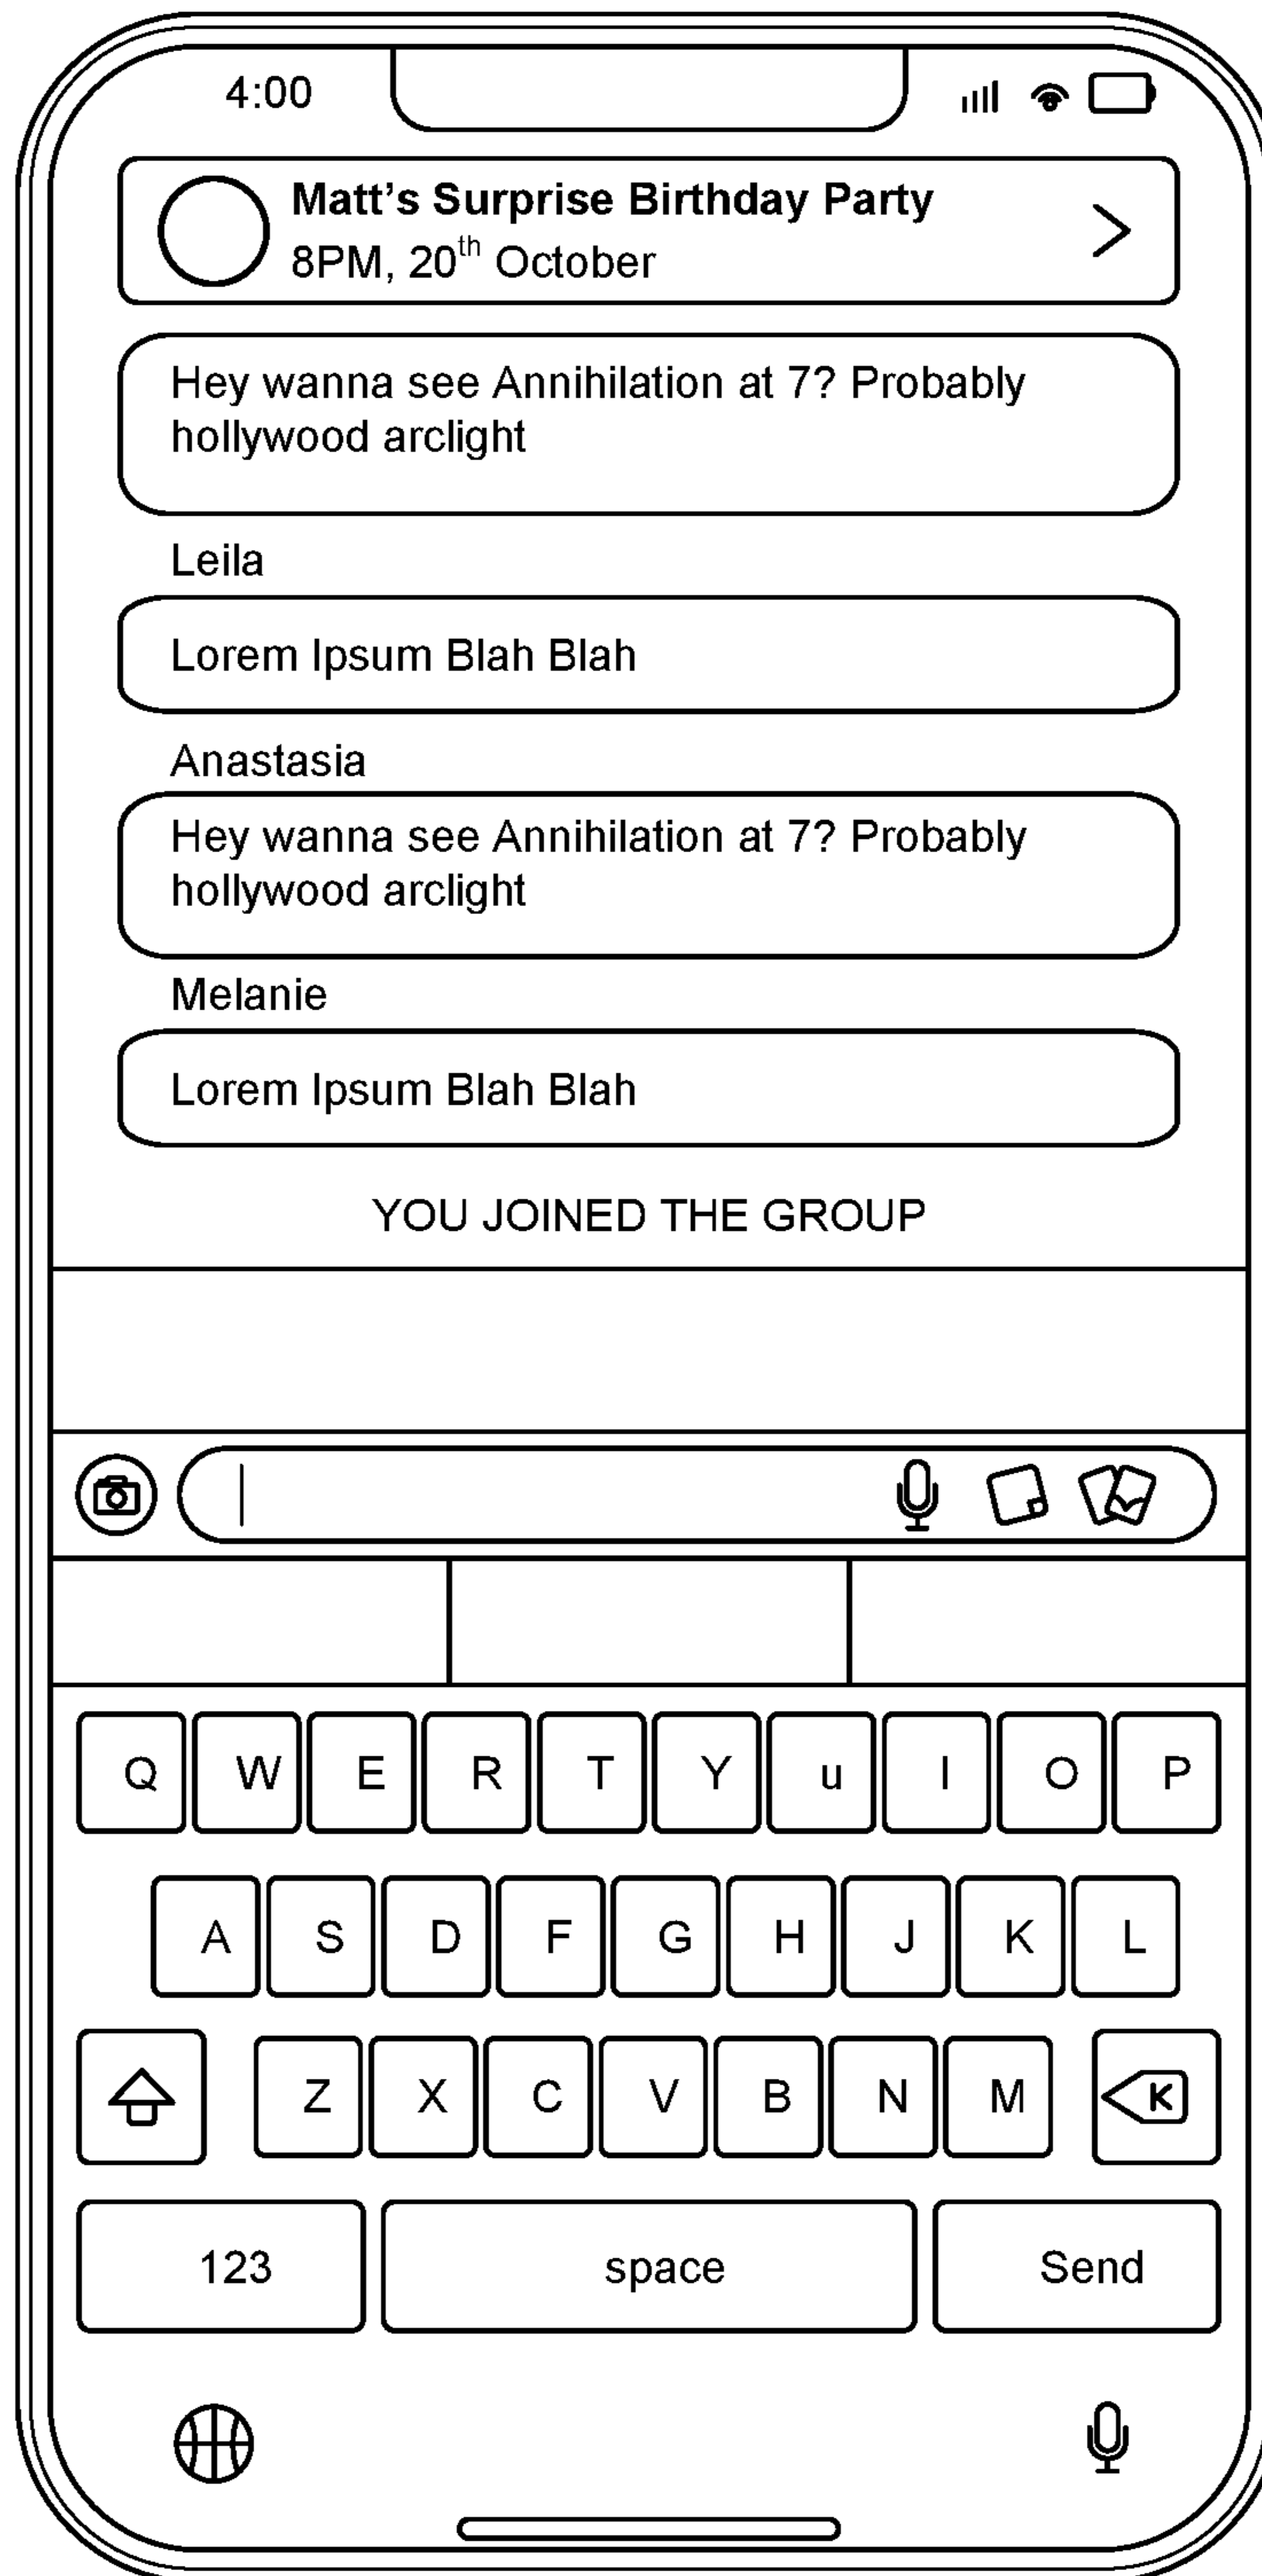 4:00
Matt’s Surprise Birthday Party
8PM, 20th October
Hey wanna see Annihilation at 7? Probably
hollywood arclight
Leila
Lorem Ipsum Blah Blah
Anastasia
Hey wanna see Annihilation at 7? Probably
hollywood arclight
Melanie
Lorem Ipsum Blah Blah
YOU JOINED THE GROUP
Q W E R T Y u I O P
A S D F G H J K L
Z X C V B N M K
123 space Send